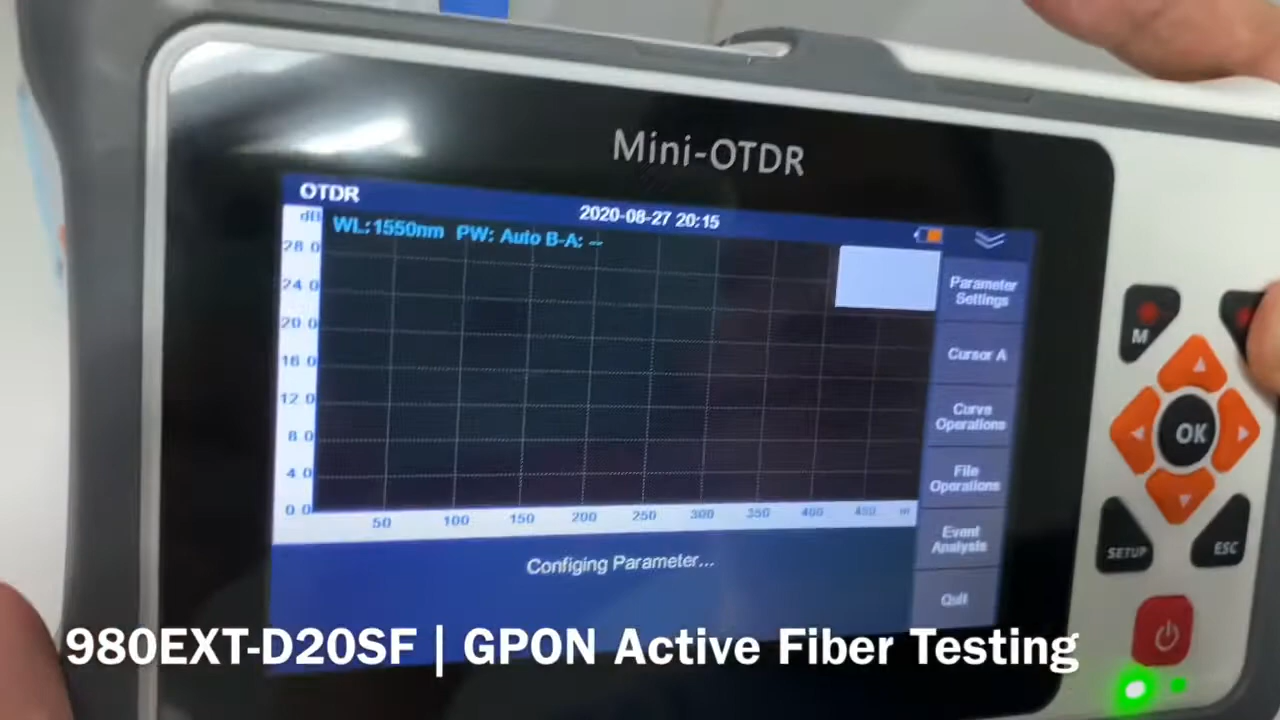 Mini-OTDR
OTDR
2020-08-27 20:15
dB
WL:1550nm PW: Auto B-A: --
28 0
24 0
20 0
16 0
12 0
8 0
4 0
0 0
50 100 150 200 250 300 350 400 450 m
Configing Parameter...
Parameter
Settings
Cursor A
Curve
Operations
File
Operations
Event
Analysis
Quit
M
OK
SETUP
ESC
980EXT-D20SF | GPON Active Fiber Testing